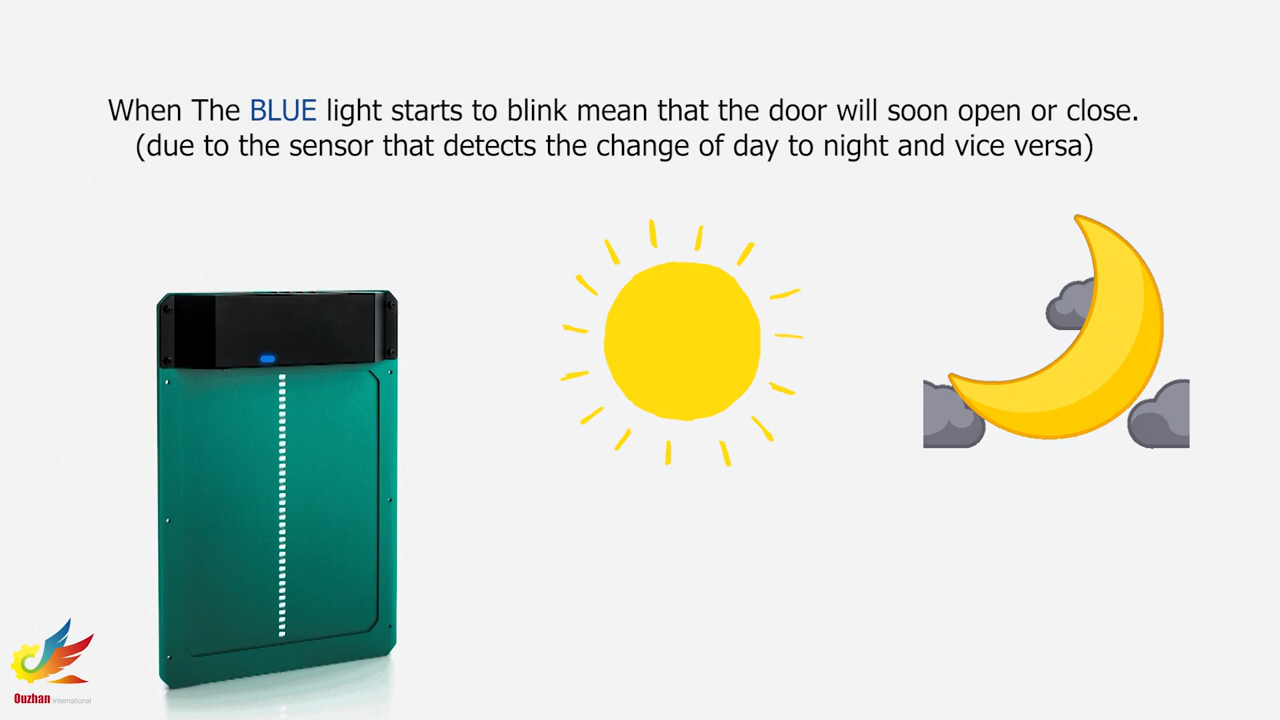 When The BLUE light starts to blink mean that the door will soon open or close.
(due to the sensor that detects the change of day to night and vice versa)
Ouzhan International